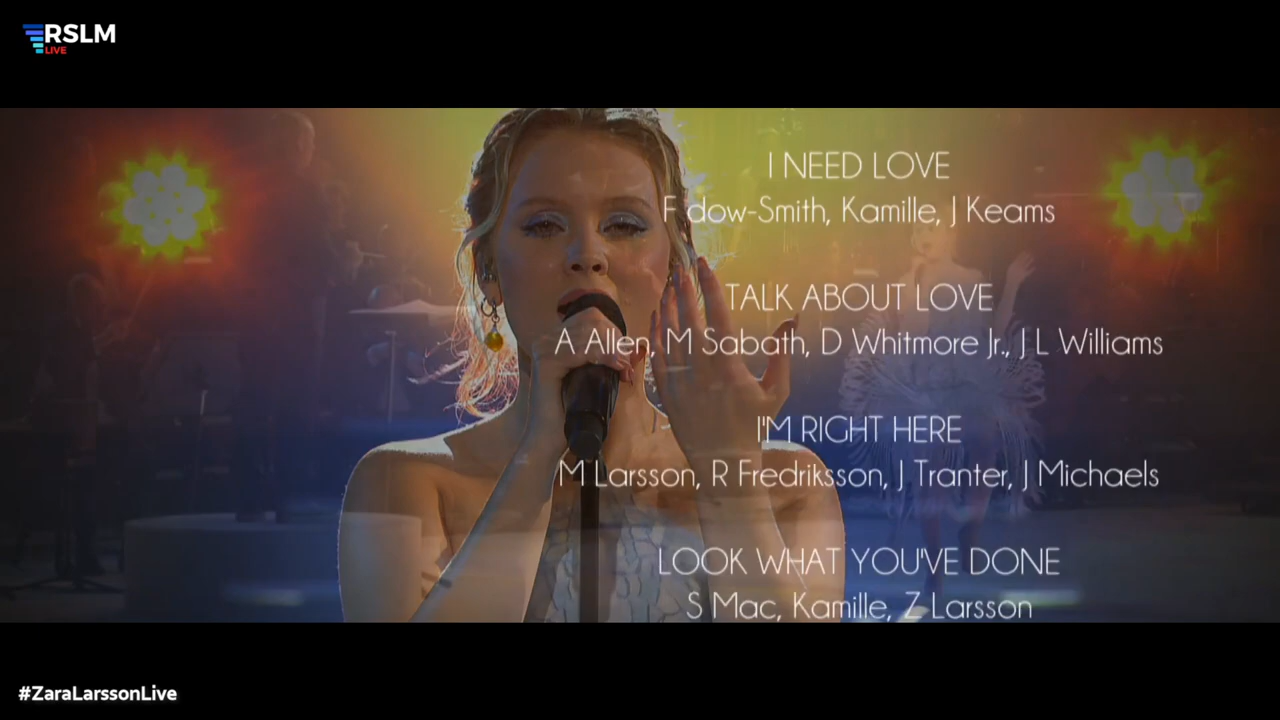 RSLM
LIVE
I NEED LOVE
F dow-Smith, Kamille, J Keams
TALK ABOUT LOVE
A Allen, M Sabath, D Whitmore Jr., J L Williams
I'M RIGHT HERE
M Larsson, R Fredriksson, J Tranter, J Michaels
LOOK WHAT YOU'VE DONE
S Mac, Kamille, Z Larsson
#ZaraLarssonLive